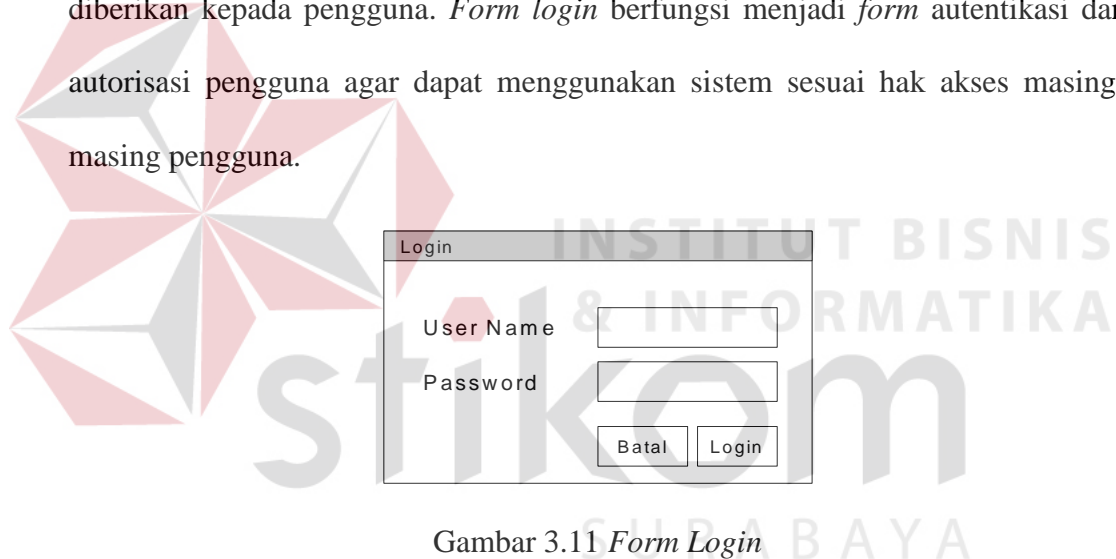 diberikan kepada pengguna. Form login berfungsi menjadi form autentikasi dan
autorisasi pengguna agar dapat menggunakan sistem sesuai hak akses masing
masing pengguna.
INSTITUT BISNIS
Login
& INFORMATIKA
User Name
stikom
Password
Batal Login
Gambar 3.11 Form Login
SURABAYA